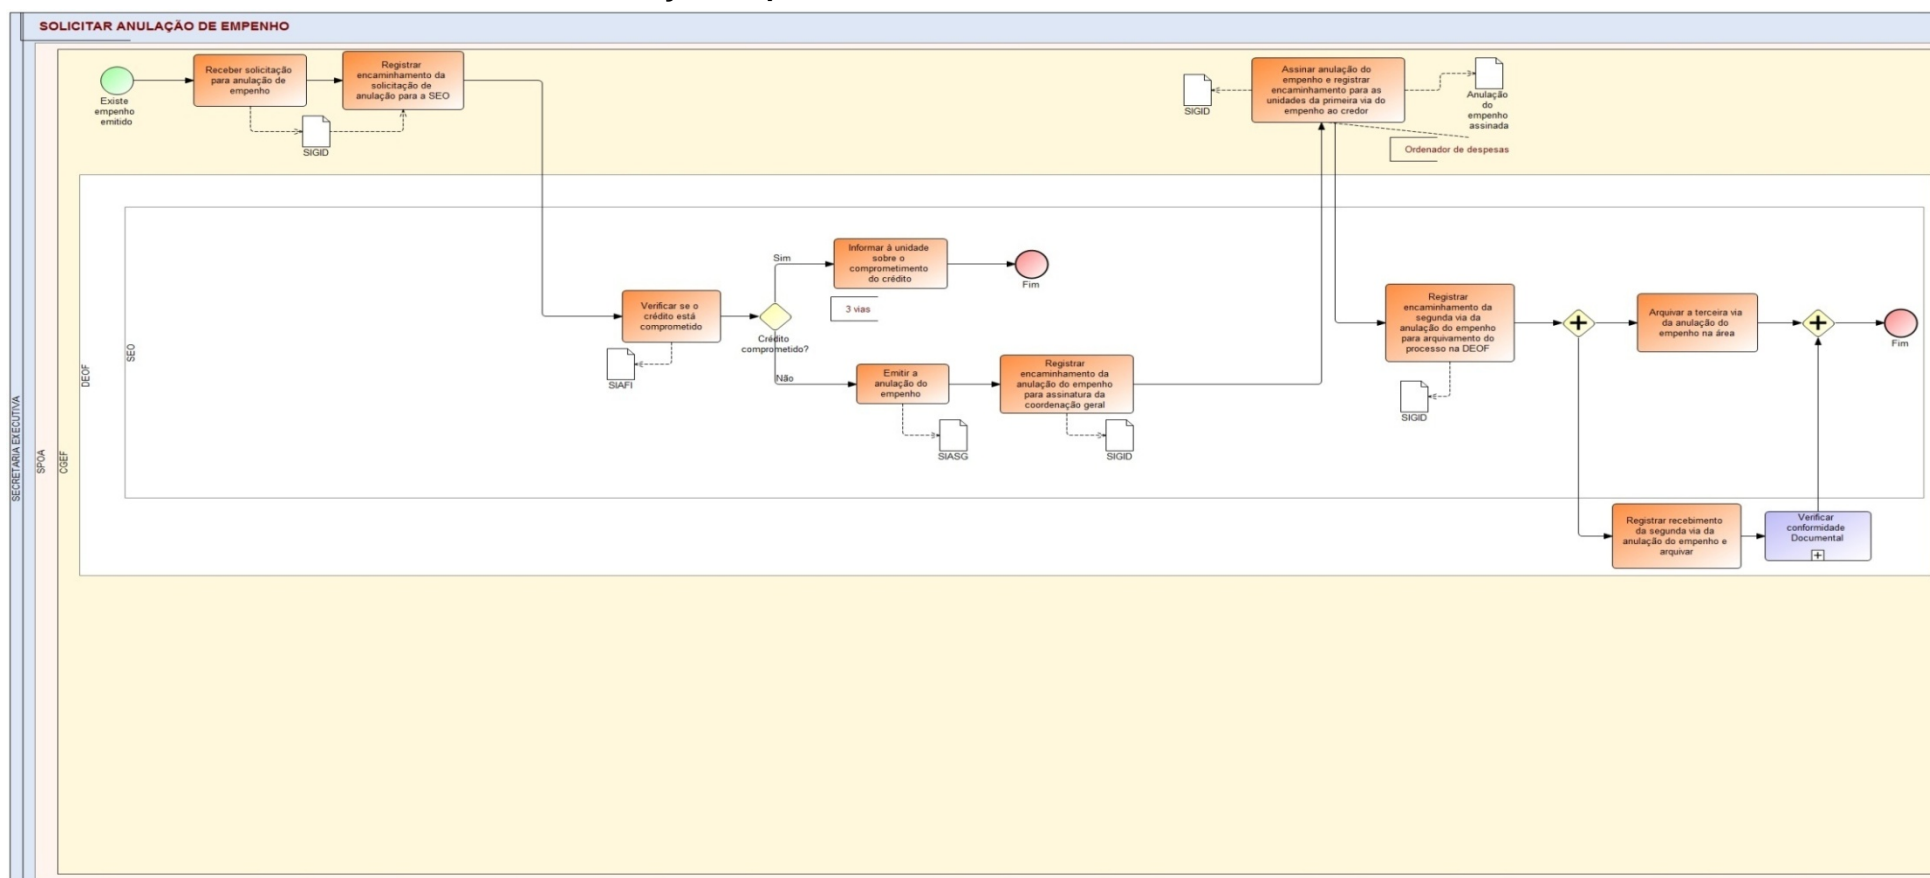 SOLICITAR ANULAÇÃO DE EMPENHO
SECRETARIA EXECUTIVA
SPOA
CGEF
DEOF
SEO
Existe
empenho
emitido
Receber solicitação
para anulação de
empenho
Registrar
encaminhamento da
solicitação de
anulação para a SEO
SIGID
Verificar se o
crédito está
comprometido
SIAFI
Crédito
comprometido?
Sim
Informar à unidade
sobre o
comprometimento
do crédito
3 vias
Fim
Não
Emitir a
anulação do
empenho
SIASG
Registrar
encaminhamento da
anulação do empenho
para assinatura da
coordenação geral
SIGID
SIGID
Assinar anulação do
empenho e registrar
encaminhamento para as
unidades da primeira via do
empenho ao credor
Anulação
do
empenho
assinada
Ordenador de despesas
Registrar
encaminhamento da
segunda via da
anulação do empenho
para arquivamento do
processo na DEOF
SIGID
Arquivar a terceira via
da anulação do
empenho na área
Fim
Registrar recebimento
da segunda via da
anulação do empenho e
arquivar
Verificar
conformidade
Documental